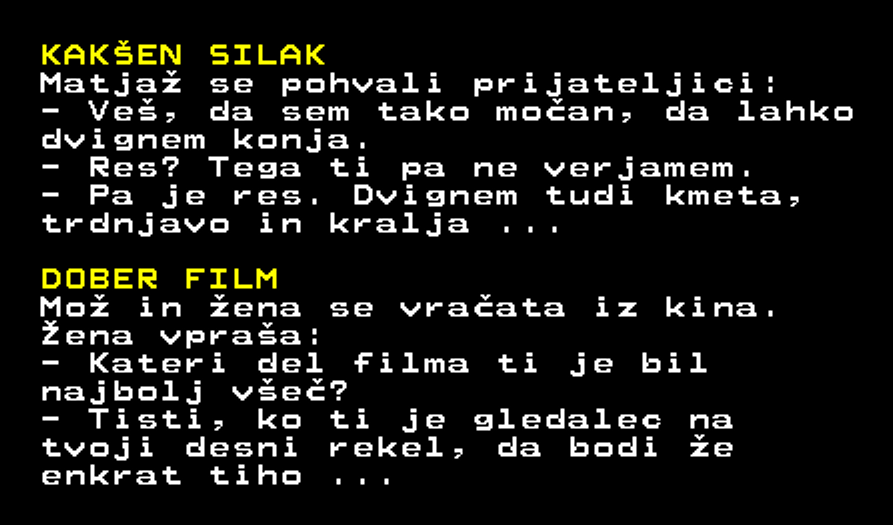 KAKŠEN SILAK
Matjaž se pohvali prijateljici:
- Veš, da sem tako močan, da lahko
dvignem konja.
- Res? Tega ti pa ne verjamem.
- Pa je res. Dvignem tudi kmeta,
trdnjavo in kralja ...
DOBER FILM
Mož in žena se vračata iz kina.
Žena vpraša:
- Kateri del filma ti je bil
najbolj všeč?
- Tisti, ko ti je gledalec na
tvoji desni rekel, da bodi že
enkrat tiho ...